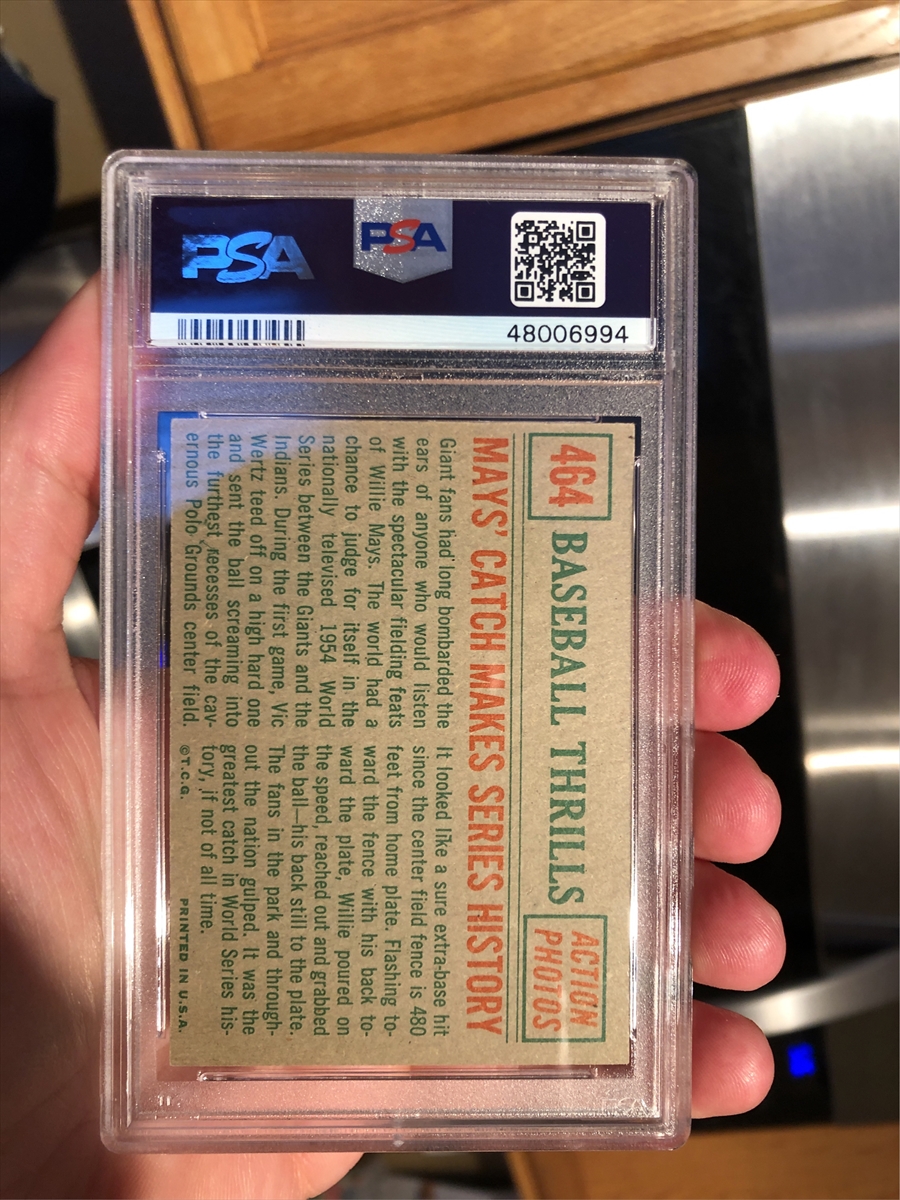 PSA
PSA
48006994
464
BASEBALL THRILLS
ACTION
PHOTOS
MAYS' CATCH MAKES SERIES HISTORY
Giant fans had long bombarded the
ears of anyone who would listen
with the spectacular fielding feats
of Willie Mays. The world had a
chance to judge for itself in the
nationally televised 1954 World
Series between the Giants and the
Indians. During the first game, Vic
Wertz teed off on a high hard one
and sent the ball screaming into
the furthest recesses of the cav-
ernous Polo Grounds center field.
It looked like a sure extra-base hit
since the center field fence is 480
feet from home plate. Flashing to-
ward the fence with his back to-
ward the plate, Willie poured on
the speed, reached out and grabbed
the ball—his back still to the plate.
The fans in the park and through-
out the nation gulped. It was the
greatest catch in World Series his-
tory, if not of all time.
©T.C.G.
PRINTED IN U.S.A.